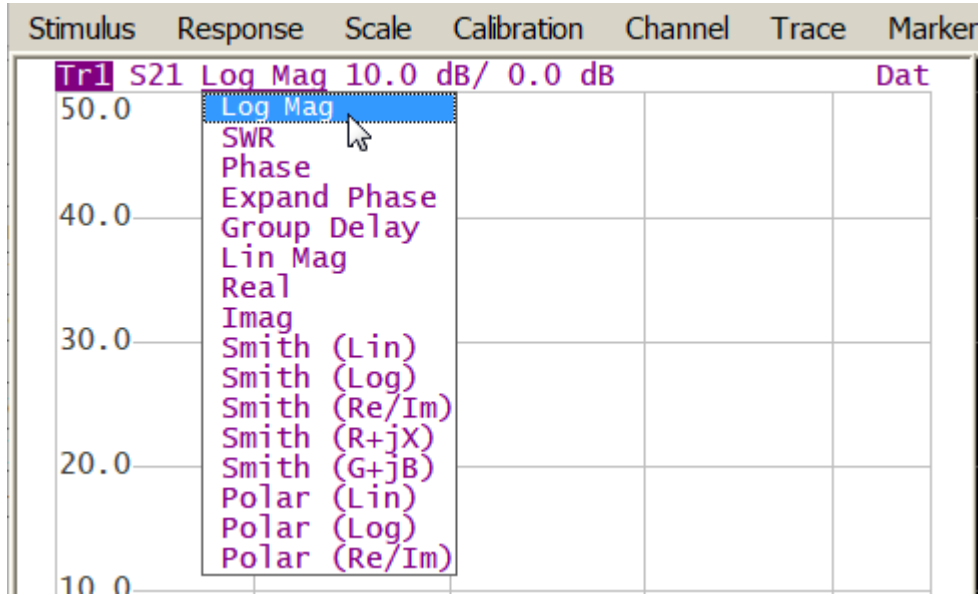 Stimulus Response Scale Calibration Channel Trace Marker
Tr1 S21 Log Mag 10.0 dB/ 0.0 dB Dat
50.0
Log Mag
SWR
Phase
Expand Phase
40.0
Group Delay
Lin Mag
Real
Imag
30.0
Smith (Lin)
Smith (Log)
Smith (Re/Im)
Smith (R+jX)
20.0
Smith (G+jB)
Polar (Lin)
Polar (Log)
Polar (Re/Im)
10.0